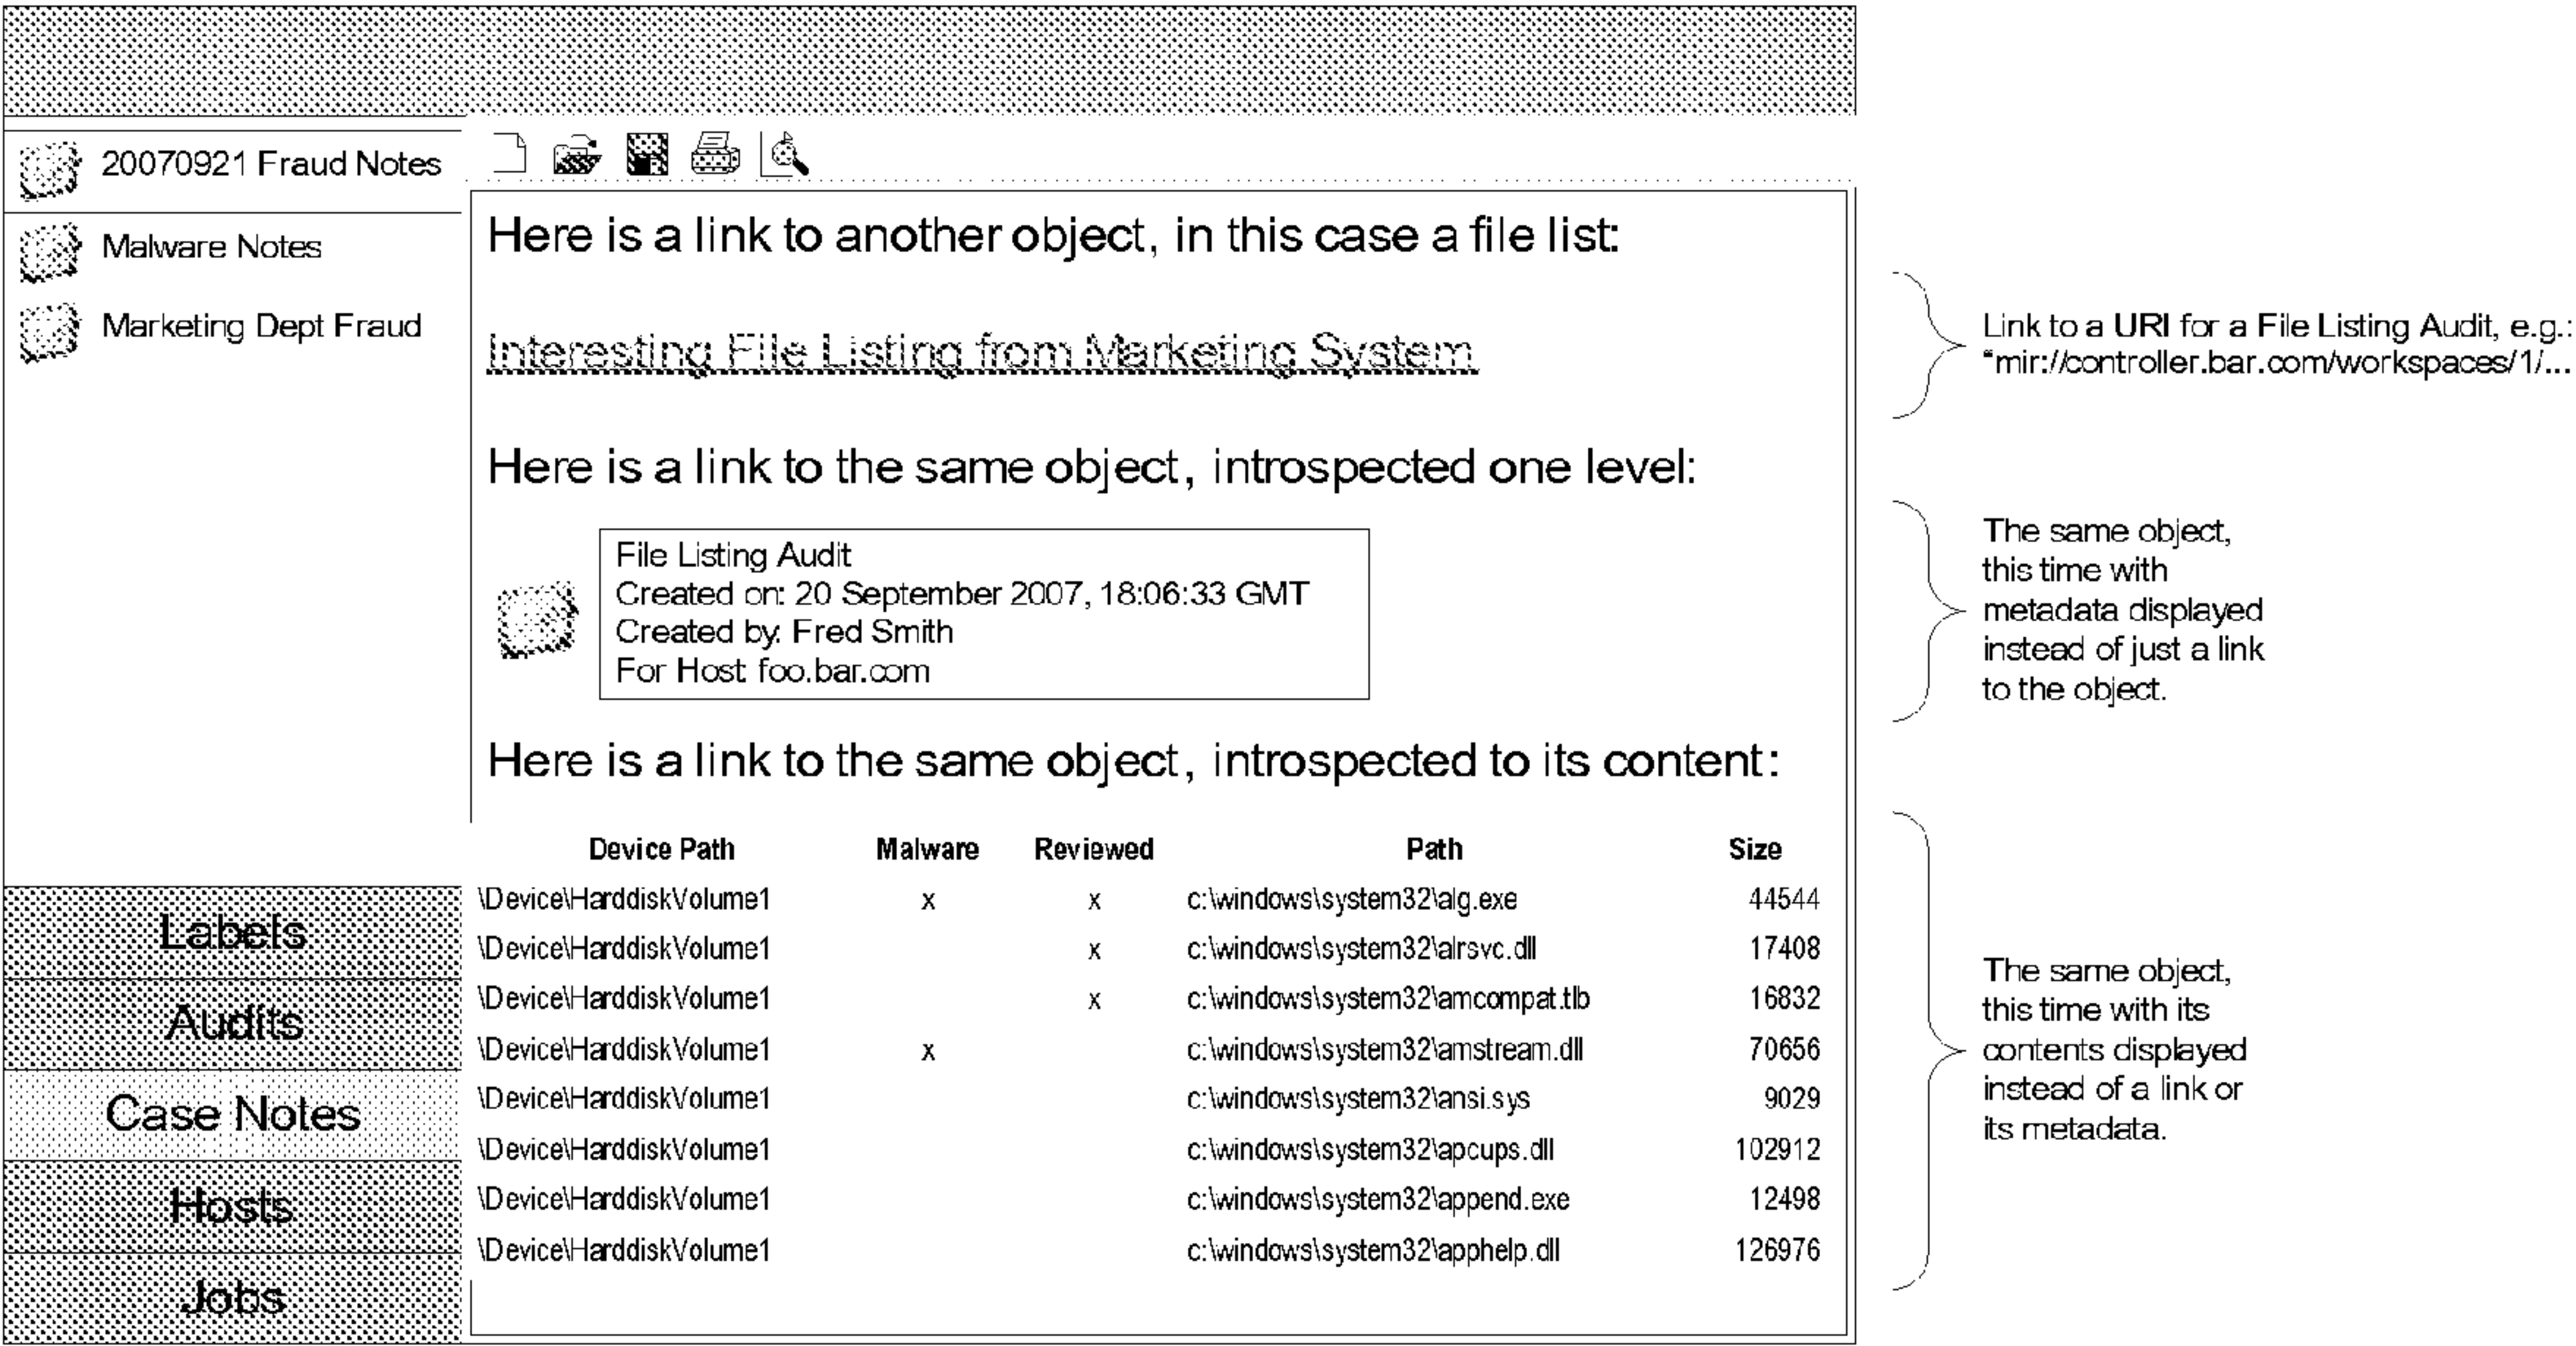 20070921 Fraud Notes
Malware Notes
Marketing Dept Fraud
Labels
Audits
Case Notes
Hosts
Jobs
Here is a link to another object, in this case a file list:
Interesting File Listing from Marketing System
Here is a link to the same object, introspected one level:
File Listing Audit
Created on: 20 September 2007, 18:06:33 GMT
Created by: Fred Smith
For Host: foo.bar.com
Here is a link to the same object, introspected to its content:
Device Path Malware Reviewed Path Size
\Device\HarddiskVolume1 x x c:\windows\system32\alg.exe 44544
\Device\HarddiskVolume1 x c:\windows\system32\alrsvc.dll 17408
\Device\HarddiskVolume1 x c:\windows\system32\amcompat.tlb 16832
\Device\HarddiskVolume1 x c:\windows\system32\amstream.dll 70656
\Device\HarddiskVolume1 c:\windows\system32\ansi.sys 9029
\Device\HarddiskVolume1 c:\windows\system32\apcups.dll 102912
\Device\HarddiskVolume1 c:\windows\system32\append.exe 12498
\Device\HarddiskVolume1 c:\windows\system32\apphelp.dll 126976
Link to a URI for a File Listing Audit, e.g.:
"mir://controller.bar.com/workspaces/1/...
The same object,
this time with
metadata displayed
instead of just a link
to the object.
The same object,
this time with its
contents displayed
instead of a link or
its metadata.